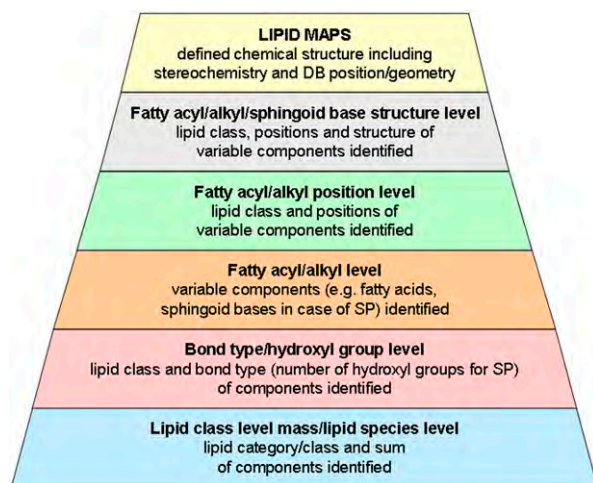 LIPID MAPS
defined chemical structure including
stereochemistry and DB position/geometry
Fatty acyl/alkyl/sphingoid base structure level
lipid class, positions and structure of
variable components identified
Fatty acyl/alkyl position level
lipid class and positions of
variable components identified
Fatty acyl/alkyl level
variable components (e.g. fatty acids,
sphingoid bases in case of SP) identified
Bond type/hydroxyl group level
lipid class and bond type (number of hydroxyl groups for SP)
of components identified
Lipid class level mass/lipid species level
lipid category/class and sum
of components identified